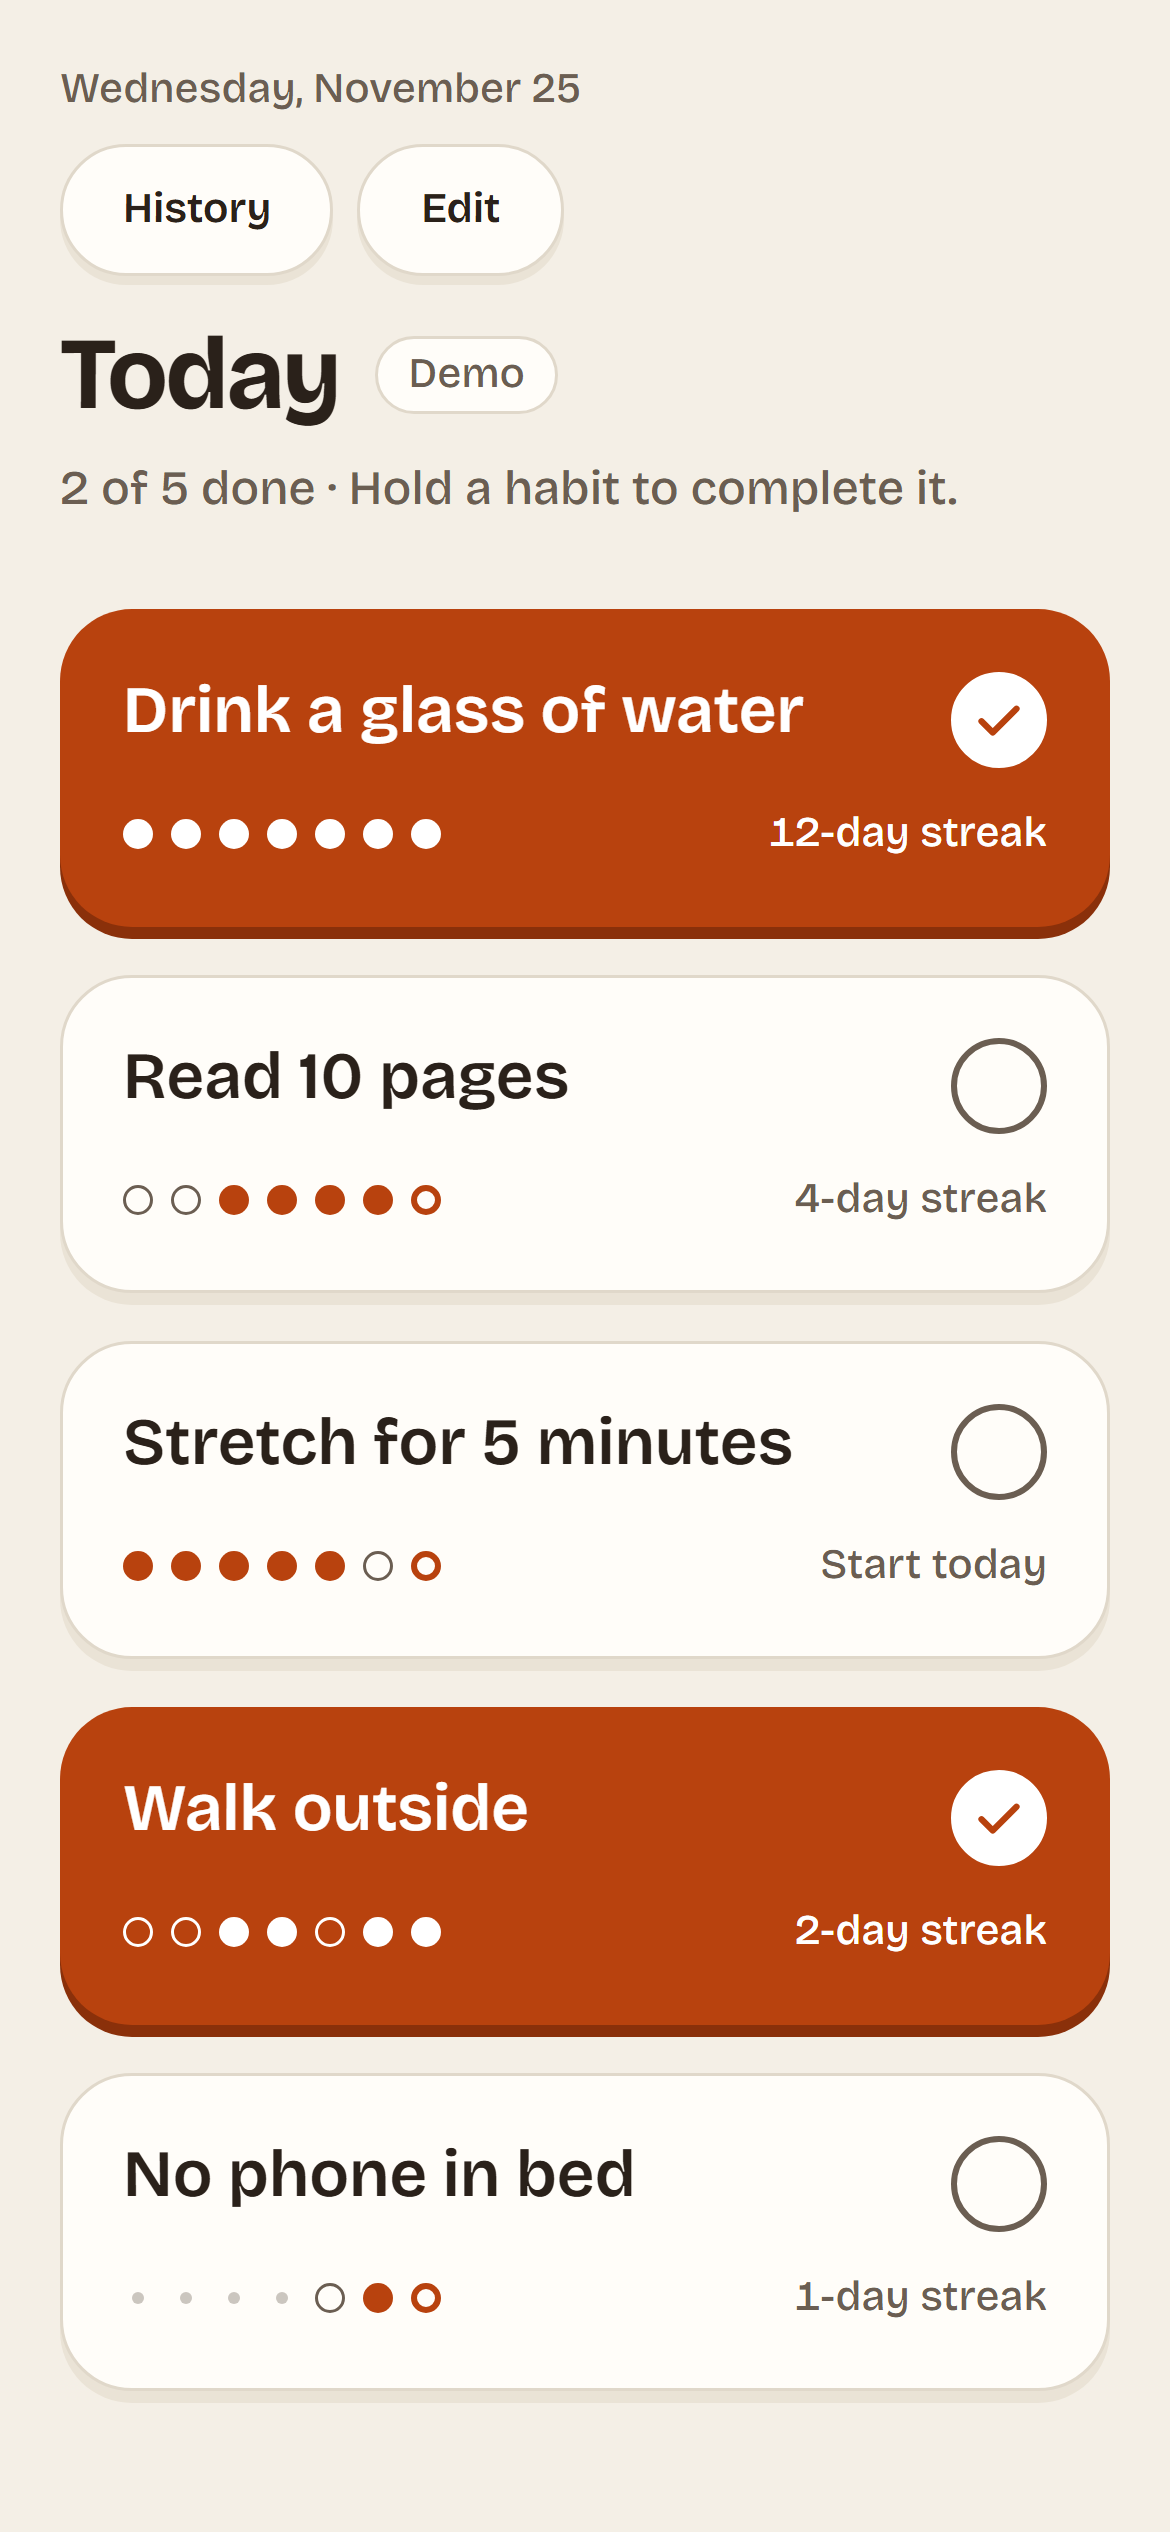 Wednesday, November 25
History
Edit
Today
Demo
2 of 5 done · Hold a habit to complete it.
Drink a glass of water
12-day streak
Read 10 pages
4-day streak
Stretch for 5 minutes
Start today
Walk outside
2-day streak
No phone in bed
1-day streak